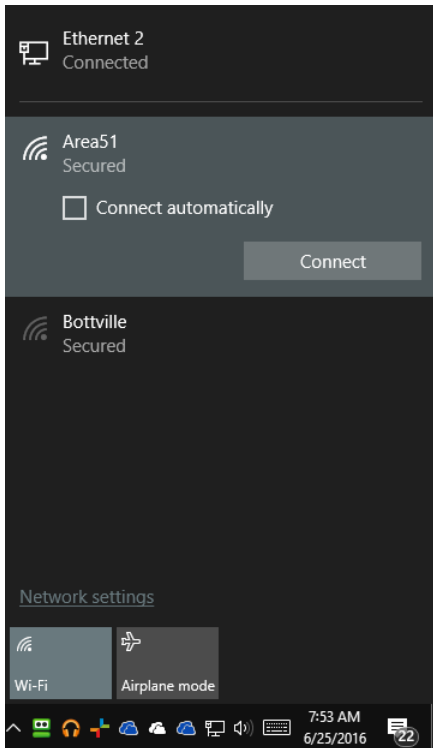 Ethernet 2
Connected
Area51
Secured
Connect automatically
Connect
Bottville
Secured
Network settings
Wi-Fi
Airplane mode
7:53 AM
6/25/2016
22